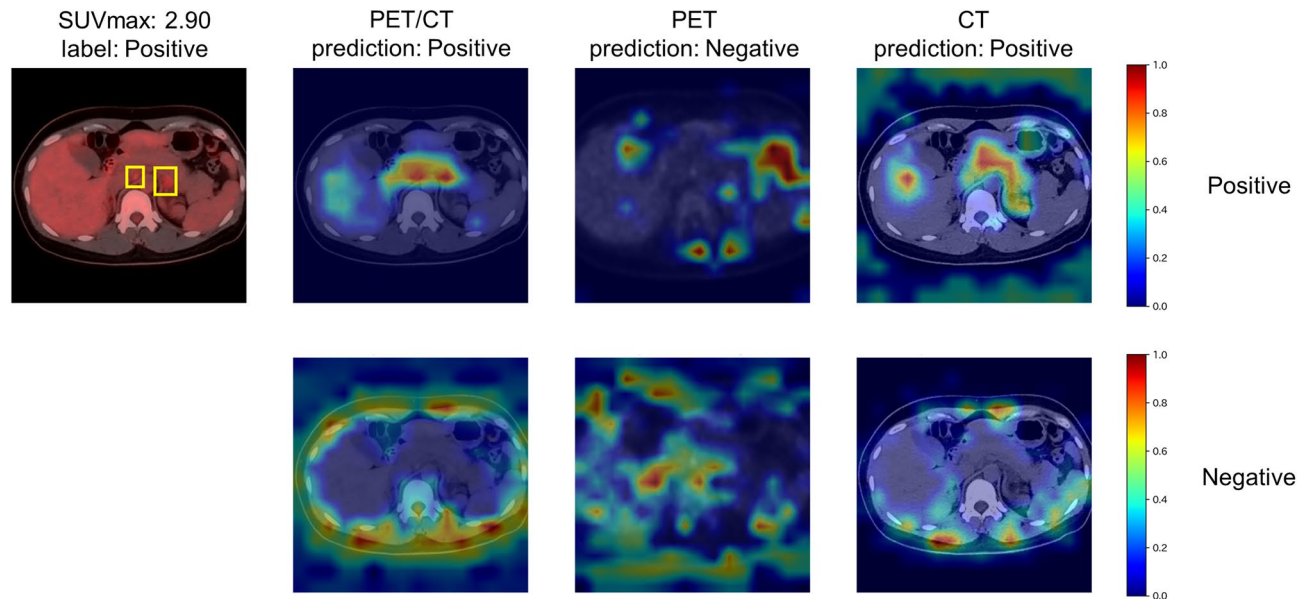 SUVmax: 2.90
label: Positive
PET/CT
prediction: Positive
PET
prediction: Negative
CT
prediction: Positive
1.0
0.8
0.6
0.4
0.2
0.0
Positive
1.0
0.8
0.6
0.4
0.2
0.0
Negative